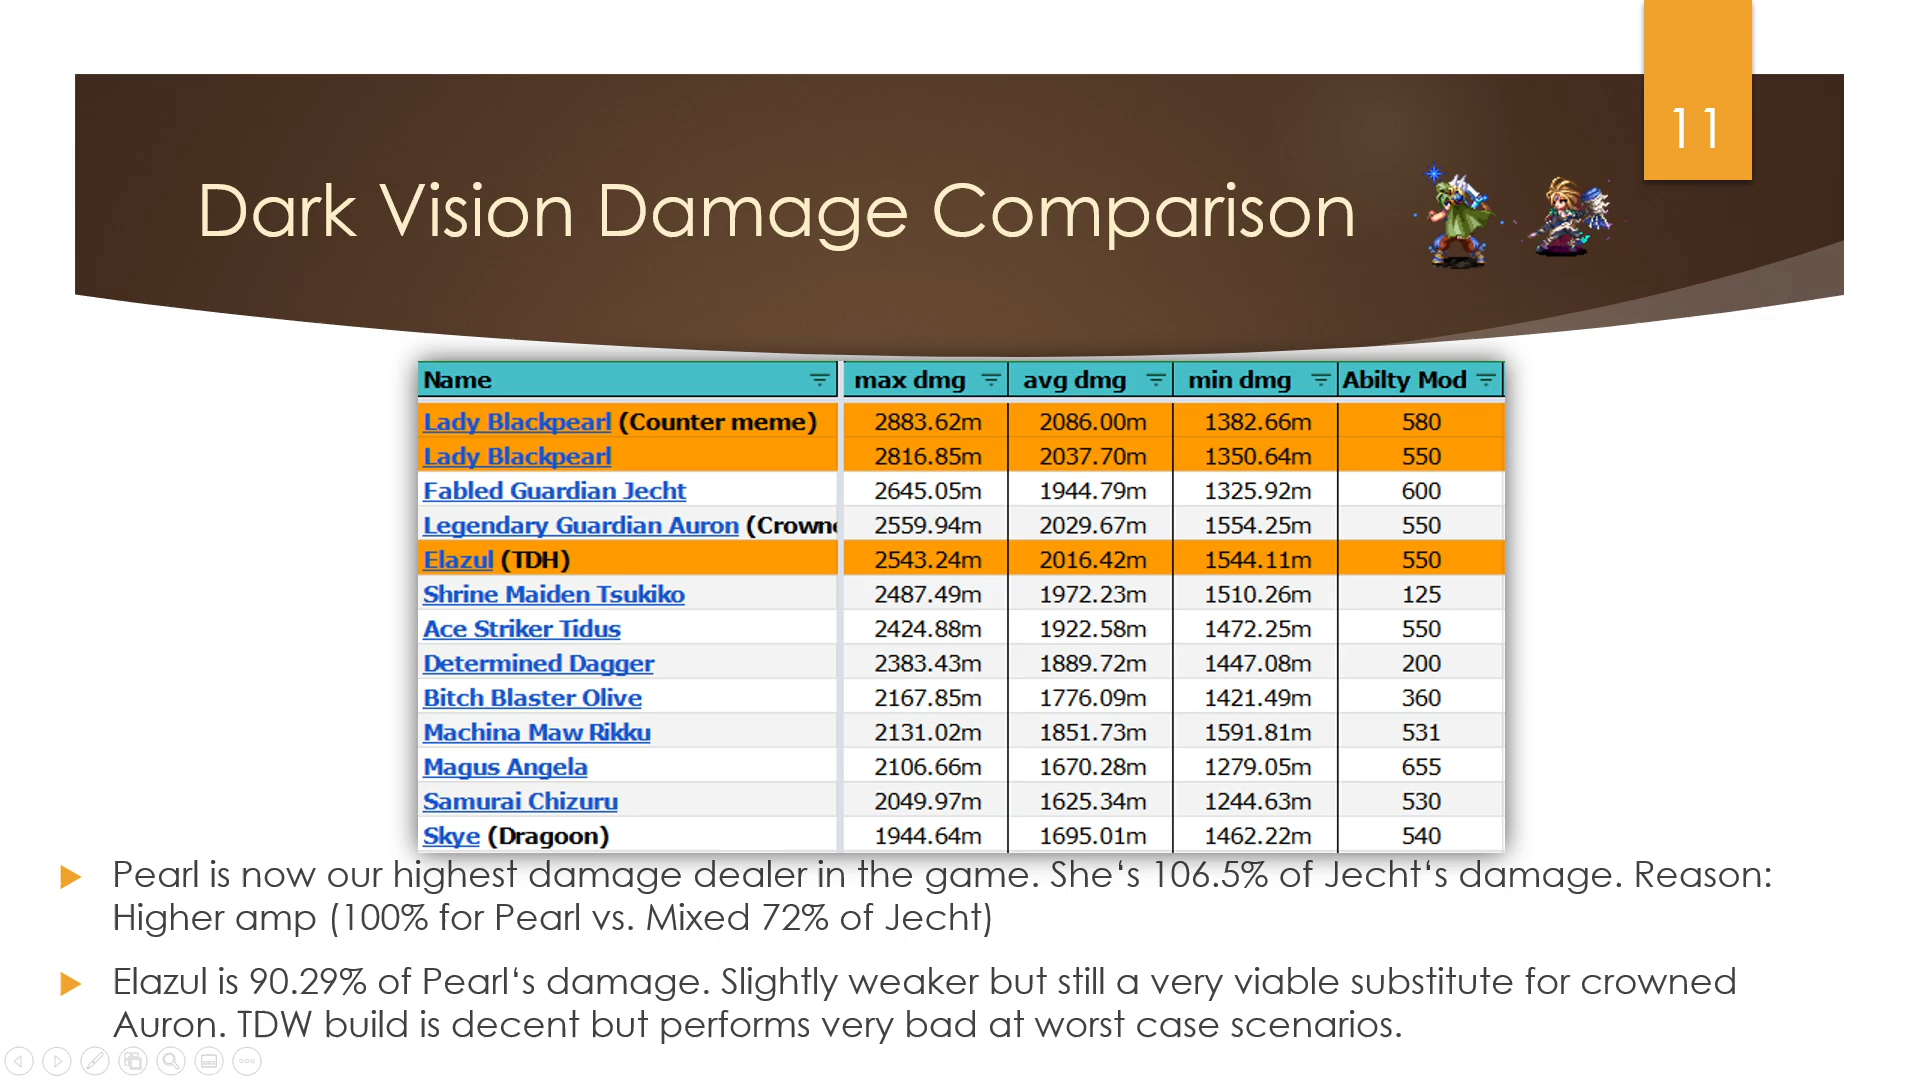 11
Dark Vision Damage Comparison
Name max dmg avg dmg min dmg Abilty Mod
Lady Blackpearl (Counter meme) 2883.62m 2086.00m 1382.66m 580
Lady Blackpearl 2816.85m 2037.70m 1350.64m 550
Fabled Guardian Jecht 2645.05m 1944.79m 1325.92m 600
Legendary Guardian Auron (Crowne 2559.94m 2029.67m 1554.25m 550
Elazul (TDH) 2543.24m 2016.42m 1544.11m 550
Shrine Maiden Tsukiko 2487.49m 1972.23m 1510.26m 125
Ace Striker Tidus 2424.88m 1922.58m 1472.25m 550
Determined Dagger 2383.43m 1889.72m 1447.08m 200
Bitch Blaster Olive 2167.85m 1776.09m 1421.49m 360
Machina Maw Rikku 2131.02m 1851.73m 1591.81m 531
Magus Angela 2106.66m 1670.28m 1279.05m 655
Samurai Chizuru 2049.97m 1625.34m 1244.63m 530
Skye (Dragoon) 1944.64m 1695.01m 1462.22m 540
Pearl is now our highest damage dealer in the game. She‘s 106.5% of Jecht‘s damage. Reason:
Higher amp (100% for Pearl vs. Mixed 72% of Jecht)
Elazul is 90.29% of Pearl‘s damage. Slightly weaker but still a very viable substitute for crowned
Auron. TDW build is decent but performs very bad at worst case scenarios.